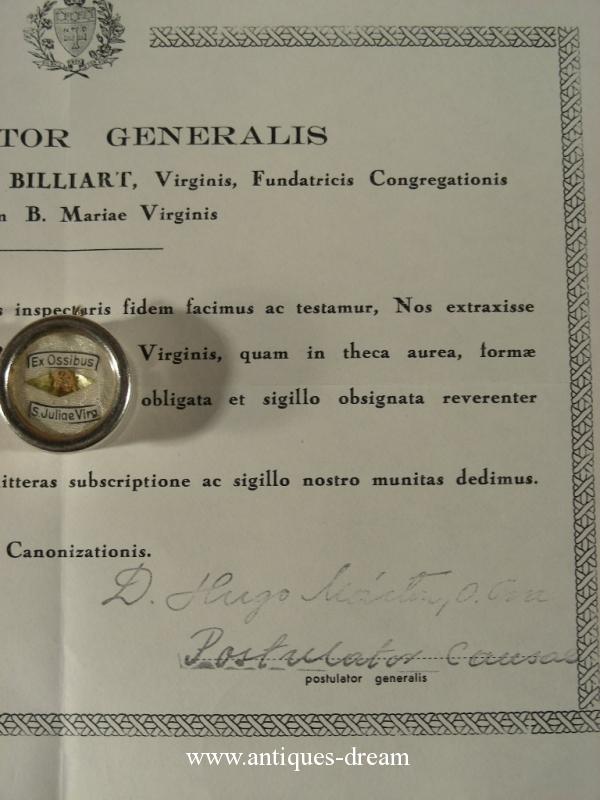 TOR GENERALIS
BILLIART, Virginis, Fundatricis Congregationis
B. Mariae Virginis
inspecturis fidem facimus ac testamur, Nos extraxisse
Ex Ossibus
Virginis, quam in theca aurea, formæ
S. Juliae Virg
obligata et sigillo obsignata reverenter
itteras subscriptione ac sigillo nostro munitas dedimus.
Canonizationis.
D. Hugo
Postulator Causae
postulator generalis
www.antiques-dream